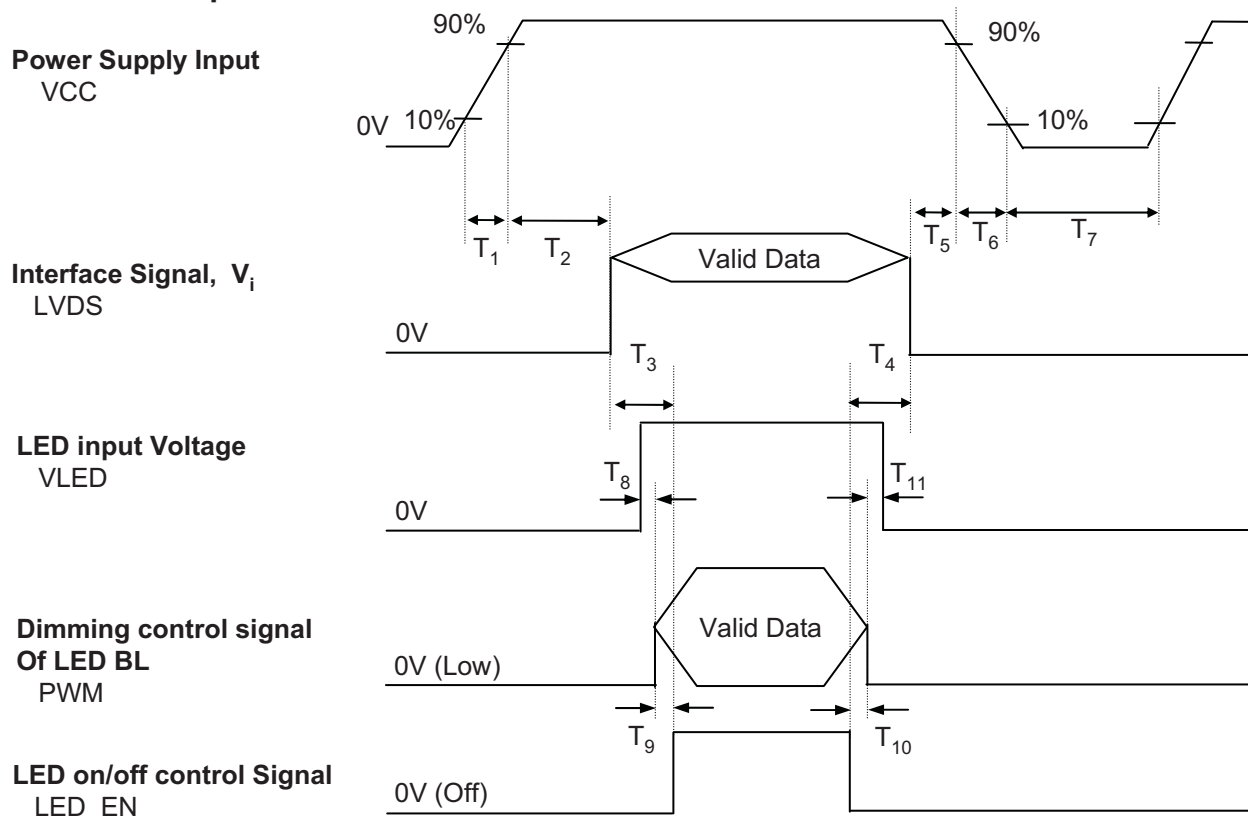 Power Supply Input
VCC
90%
10%
0V
90%
10%
T1
T2
T5
T6
T7
Interface Signal, Vi
LVDS
Valid Data
0V
T3
T4
LED input Voltage
VLED
T8
T11
0V
Dimming control signal
Of LED BL
PWM
Valid Data
0V (Low)
T9
T10
LED on/off control Signal
LED_EN
0V (Off)